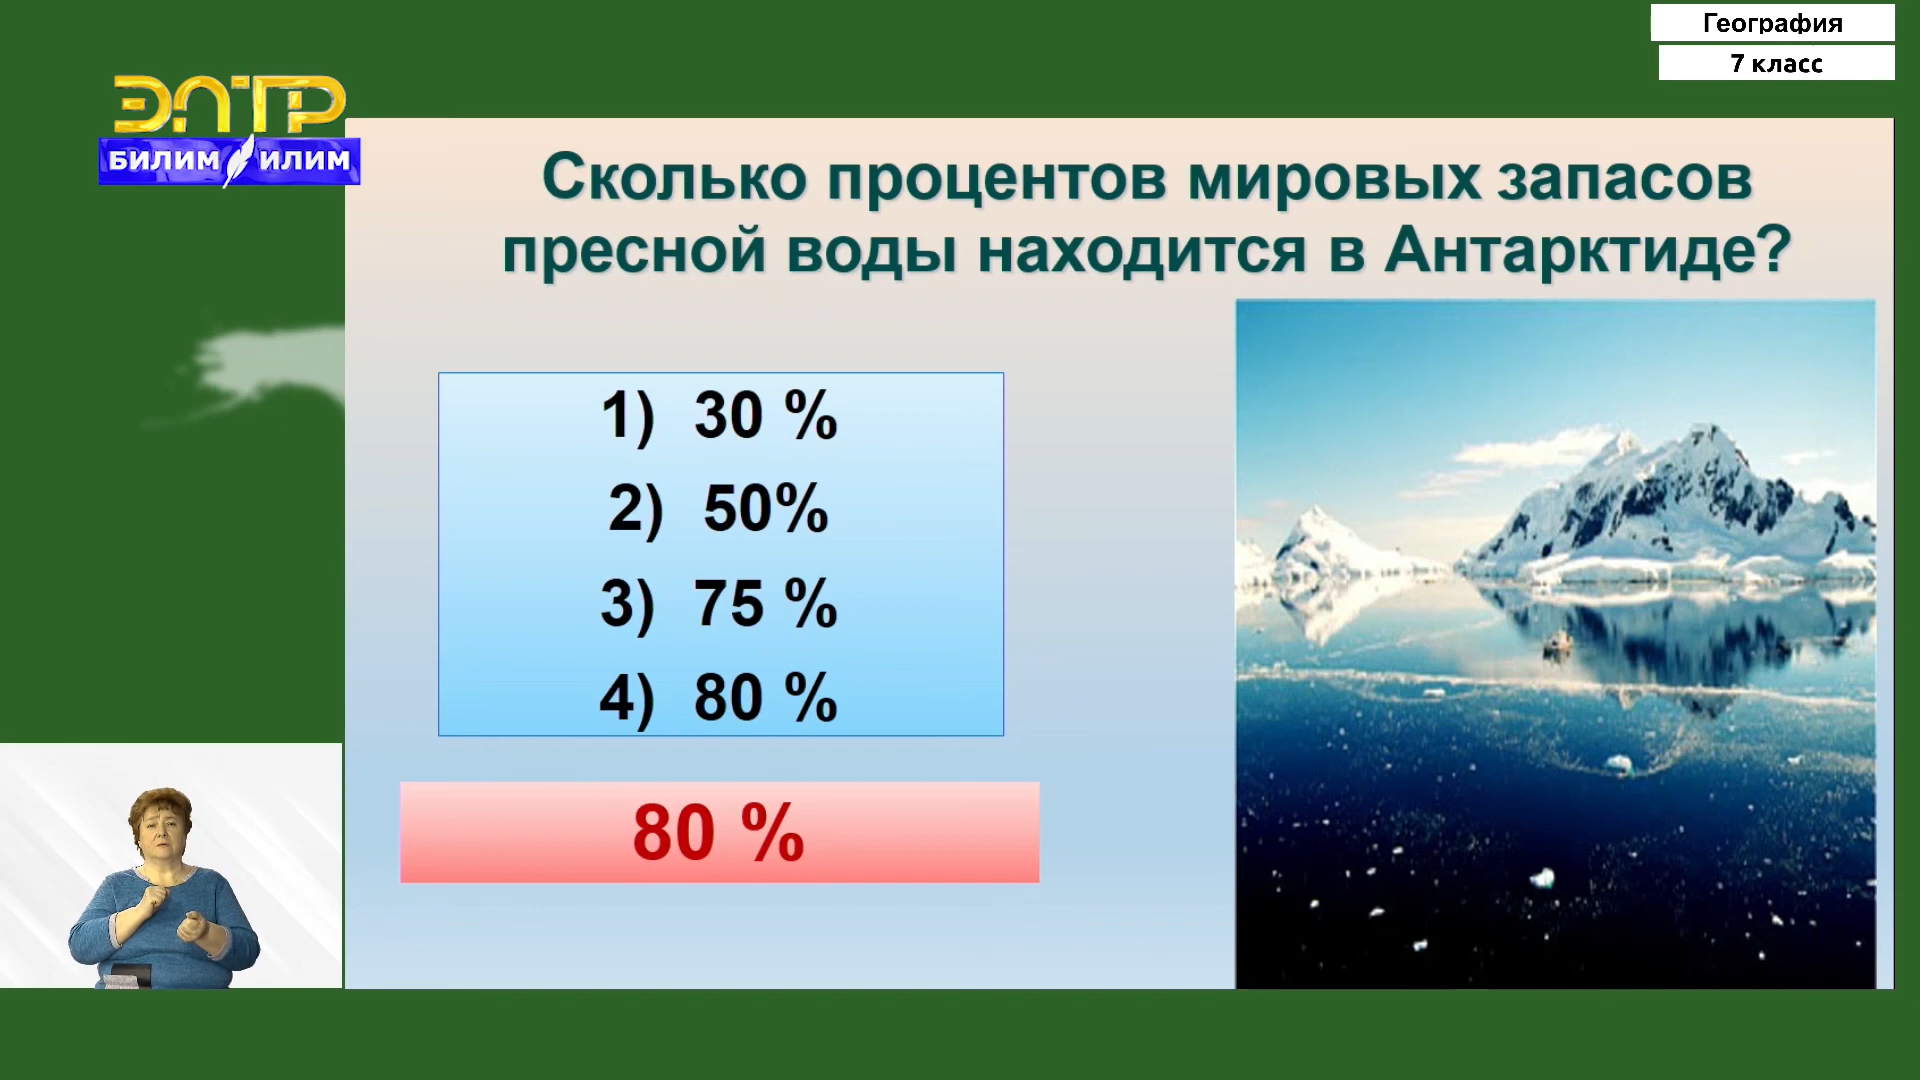 География
7 класс
ЭЛТР
БИЛИМ ИЛИМ
Сколько процентов мировых запасов
пресной воды находится в Антарктиде?
1) 30 %
2) 50%
3) 75 %
4) 80 %
80 %